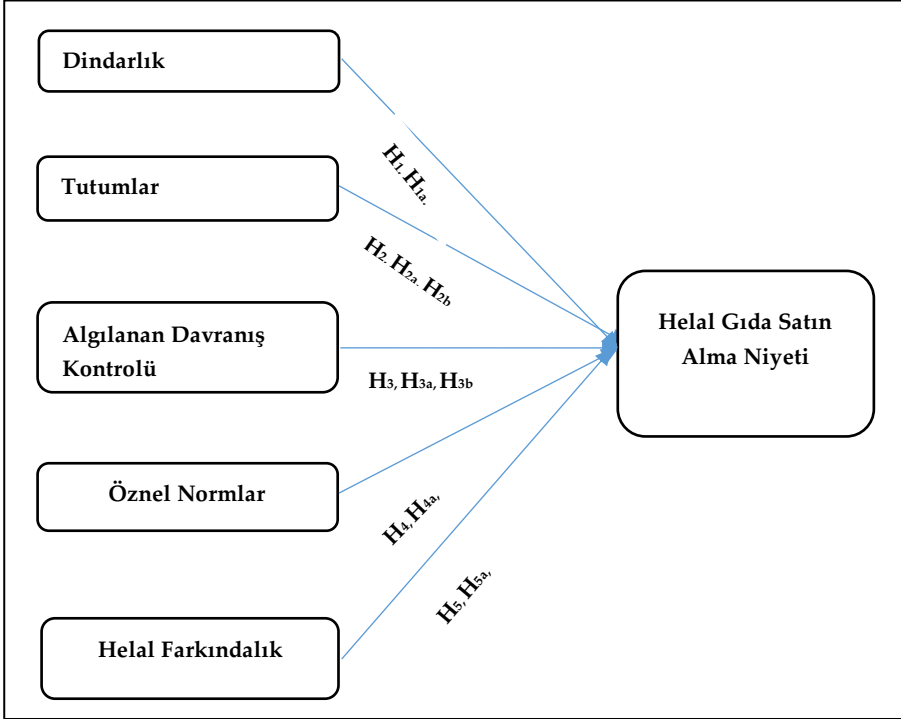 Dindarlık
H1. H1a.
Tutumlar
H2. H2a. H2b
Algılanan Davranış
Kontrolü
H3, H3a, H3b
Helal Gıda Satın
Alma Niyeti
Öznel Normlar
H4, H4a,
H5, H5a,
Helal Farkındalık